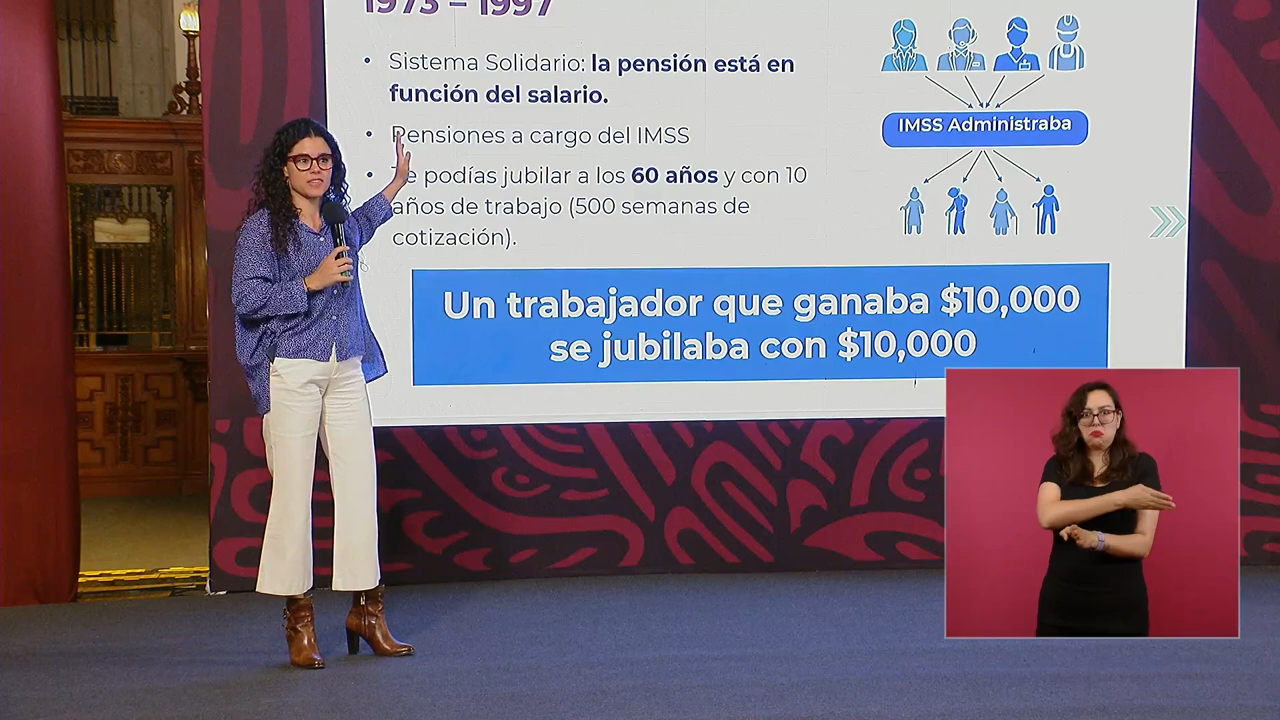 1973 – 1997
• Sistema Solidario: la pensión está en
función del salario.
• Pensiones a cargo del IMSS
• Te podías jubilar a los 60 años y con 10
años de trabajo (500 semanas de
cotización).
IMSS Administraba
Un trabajador que ganaba $10,000
se jubilaba con $10,000